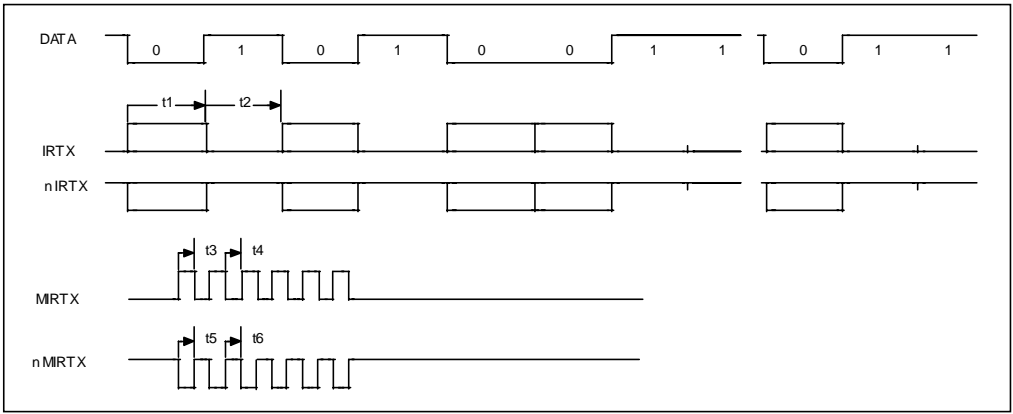 DATA
0 1 0 1 0 0 1 1 0 1 1
t1 t2
IRTX
nIRTX
t3 t4
MIRTX
t5 t6
nMIRTX